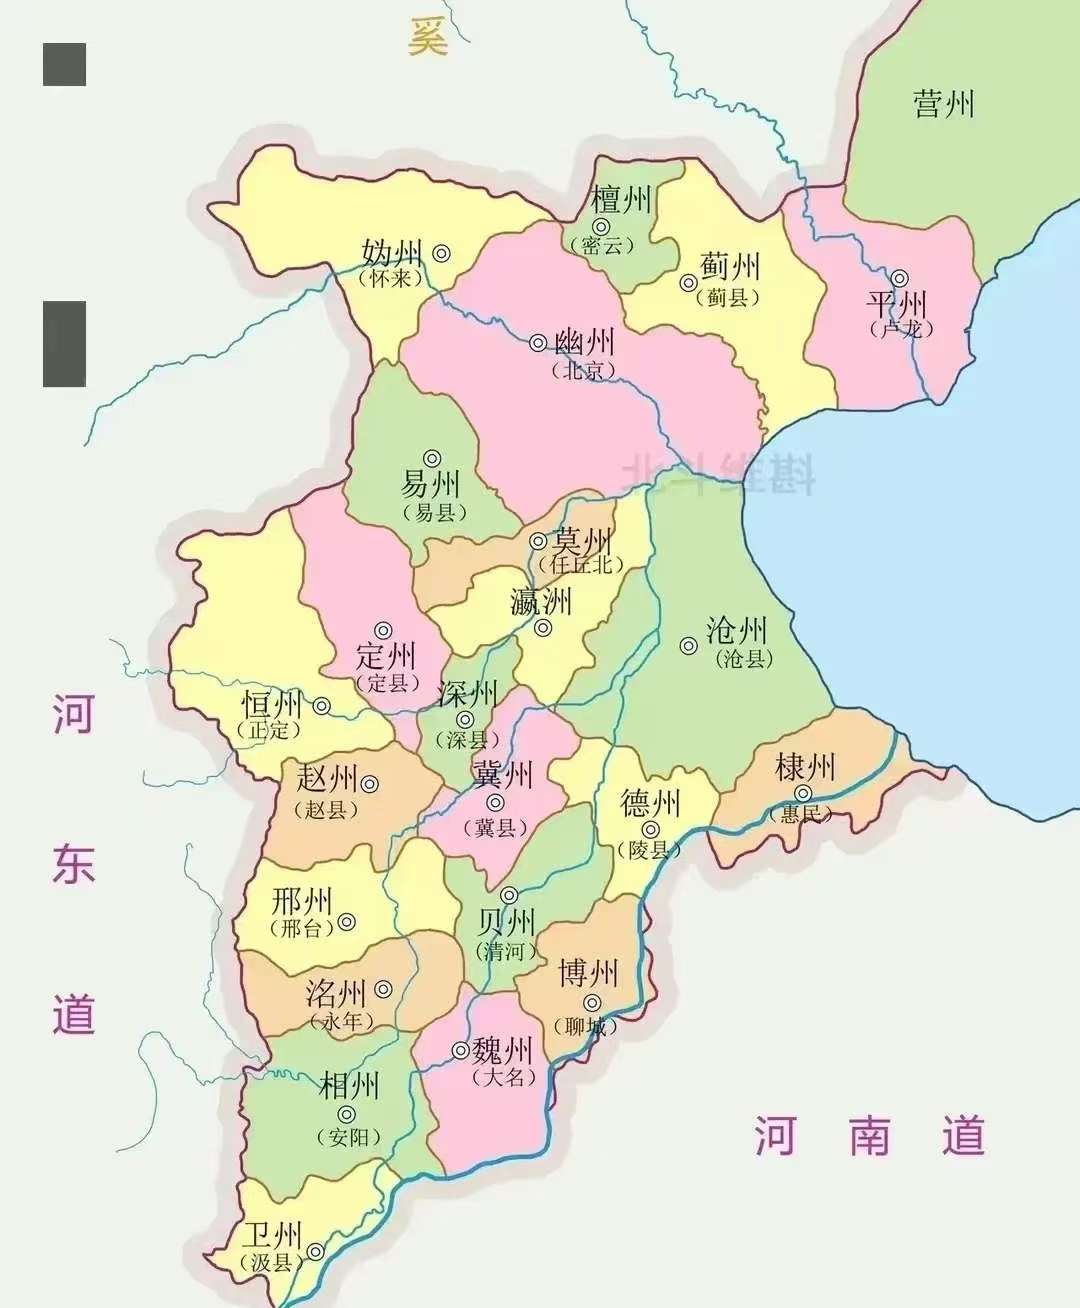 奚
营州
檀州
(密云)
妫州
(怀来)
蓟州
(蓟县)
平州
(卢龙)
幽州
(北京)
易州
(易县)
莫州
(任丘北)
瀛洲
沧州
(沧县)
定州
(定县)
深州
(深县)
恒州
(正定)
河
东
道
赵州
(赵县)
冀州
(冀县)
棣州
(惠民)
德州
(陵县)
邢州
(邢台)
贝州
(清河)
博州
(聊城)
洺州
(永年)
魏州
(大名)
相州
(安阳)
河南道
卫州
(汲县)